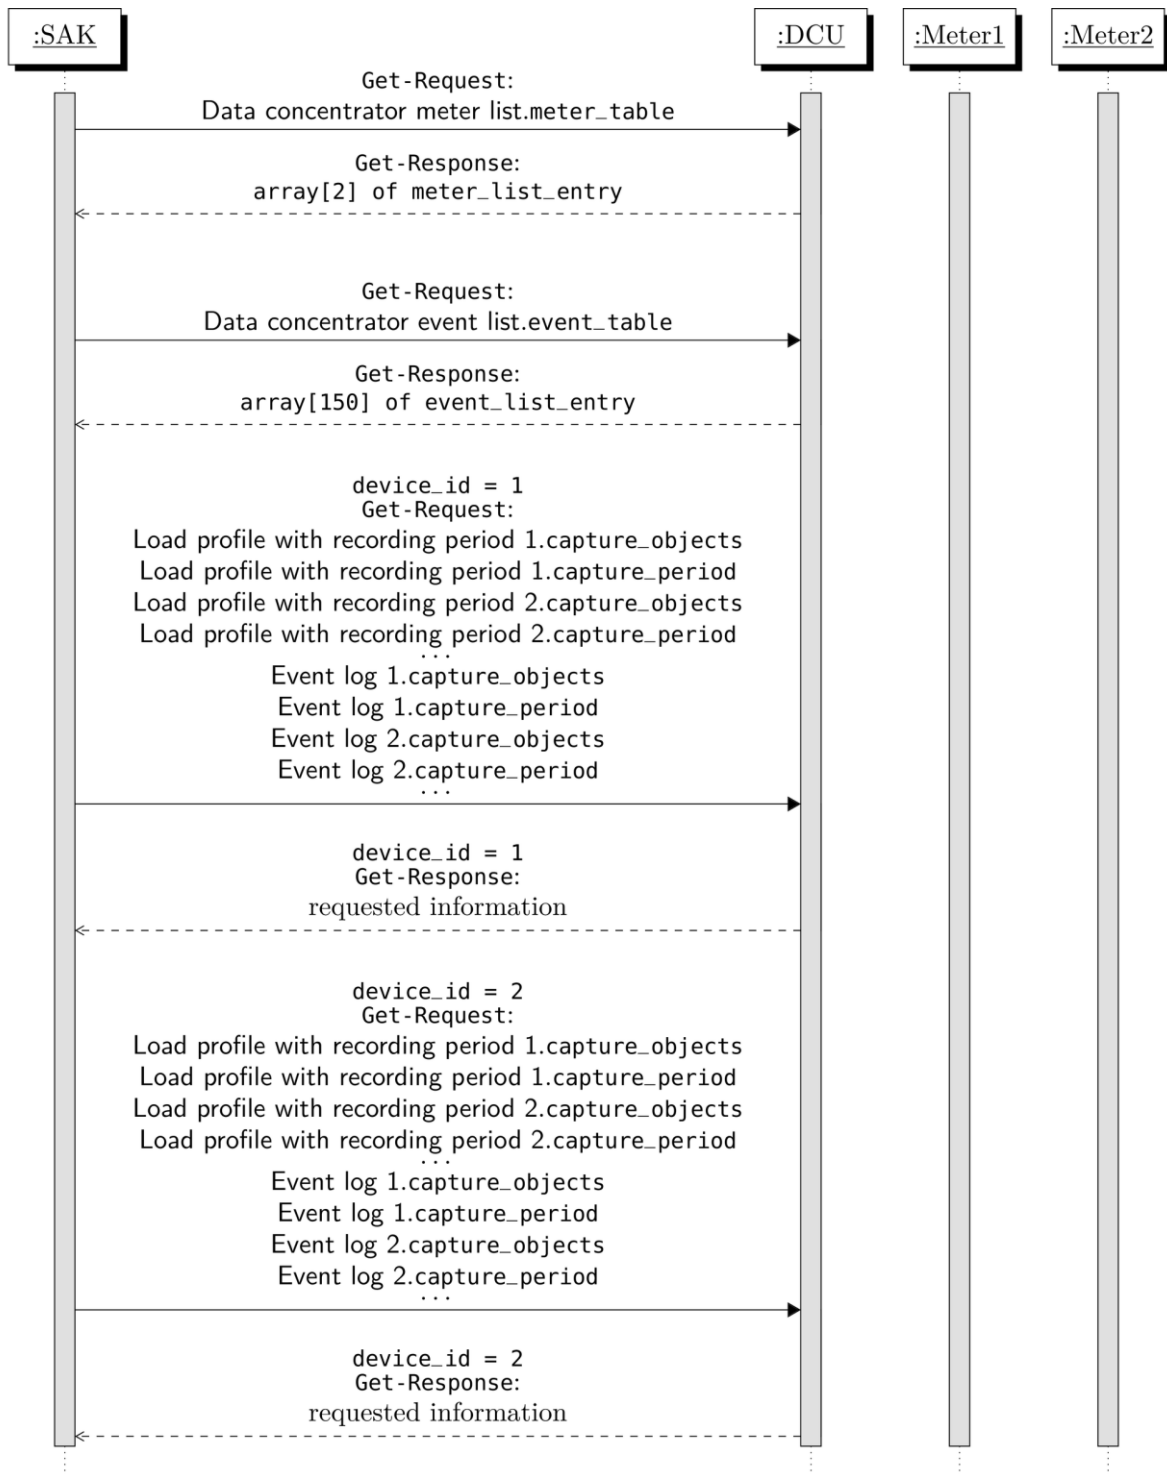 :SAK
:DCU
:Meter1
:Meter2
Get-Request:
Data concentrator meter list.meter_table
Get-Response:
array[2] of meter_list_entry
Get-Request:
Data concentrator event list.event_table
Get-Response:
array[150] of event_list_entry
device_id = 1
Get-Request:
Load profile with recording period 1.capture_objects
Load profile with recording period 1.capture_period
Load profile with recording period 2.capture_objects
Load profile with recording period 2.capture_period
...
Event log 1.capture_objects
Event log 1.capture_period
Event log 2.capture_objects
Event log 2.capture_period
...
device_id = 1
Get-Response:
requested information
device_id = 2
Get-Request:
Load profile with recording period 1.capture_objects
Load profile with recording period 1.capture_period
Load profile with recording period 2.capture_objects
Load profile with recording period 2.capture_period
...
Event log 1.capture_objects
Event log 1.capture_period
Event log 2.capture_objects
Event log 2.capture_period
...
device_id = 2
Get-Response:
requested information